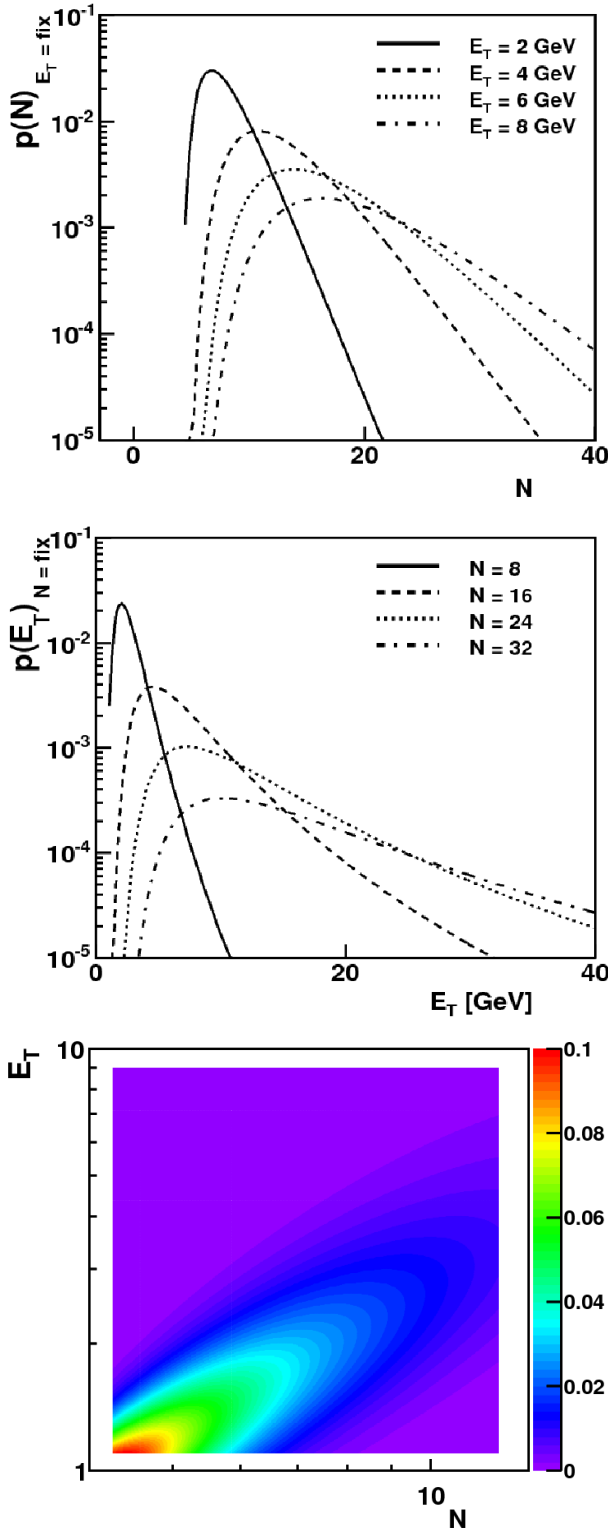 p(N) E_T = fix
10^-1
10^-2
10^-3
10^-4
10^-5
E_T = 2 GeV
E_T = 4 GeV
E_T = 6 GeV
E_T = 8 GeV
0 20 40
N
p(E_T) N = fix
10^-1
10^-2
10^-3
10^-4
10^-5
N = 8
N = 16
N = 24
N = 32
0 20 40
E_T [GeV]
E_T
10
1
0.1
0.08
0.06
0.04
0.02
0
10
N